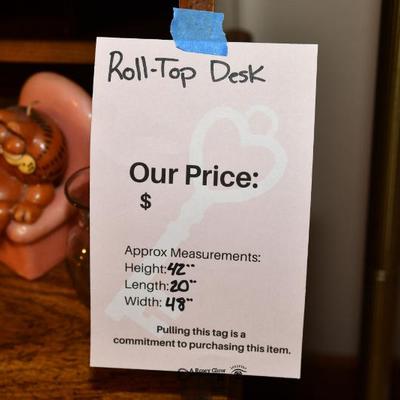 Roll-Top Desk
Our Price:
$
Approx Measurements:
Height: 42"
Length: 20"
Width: 48"
Pulling this tag is a
commitment to purchasing this item.